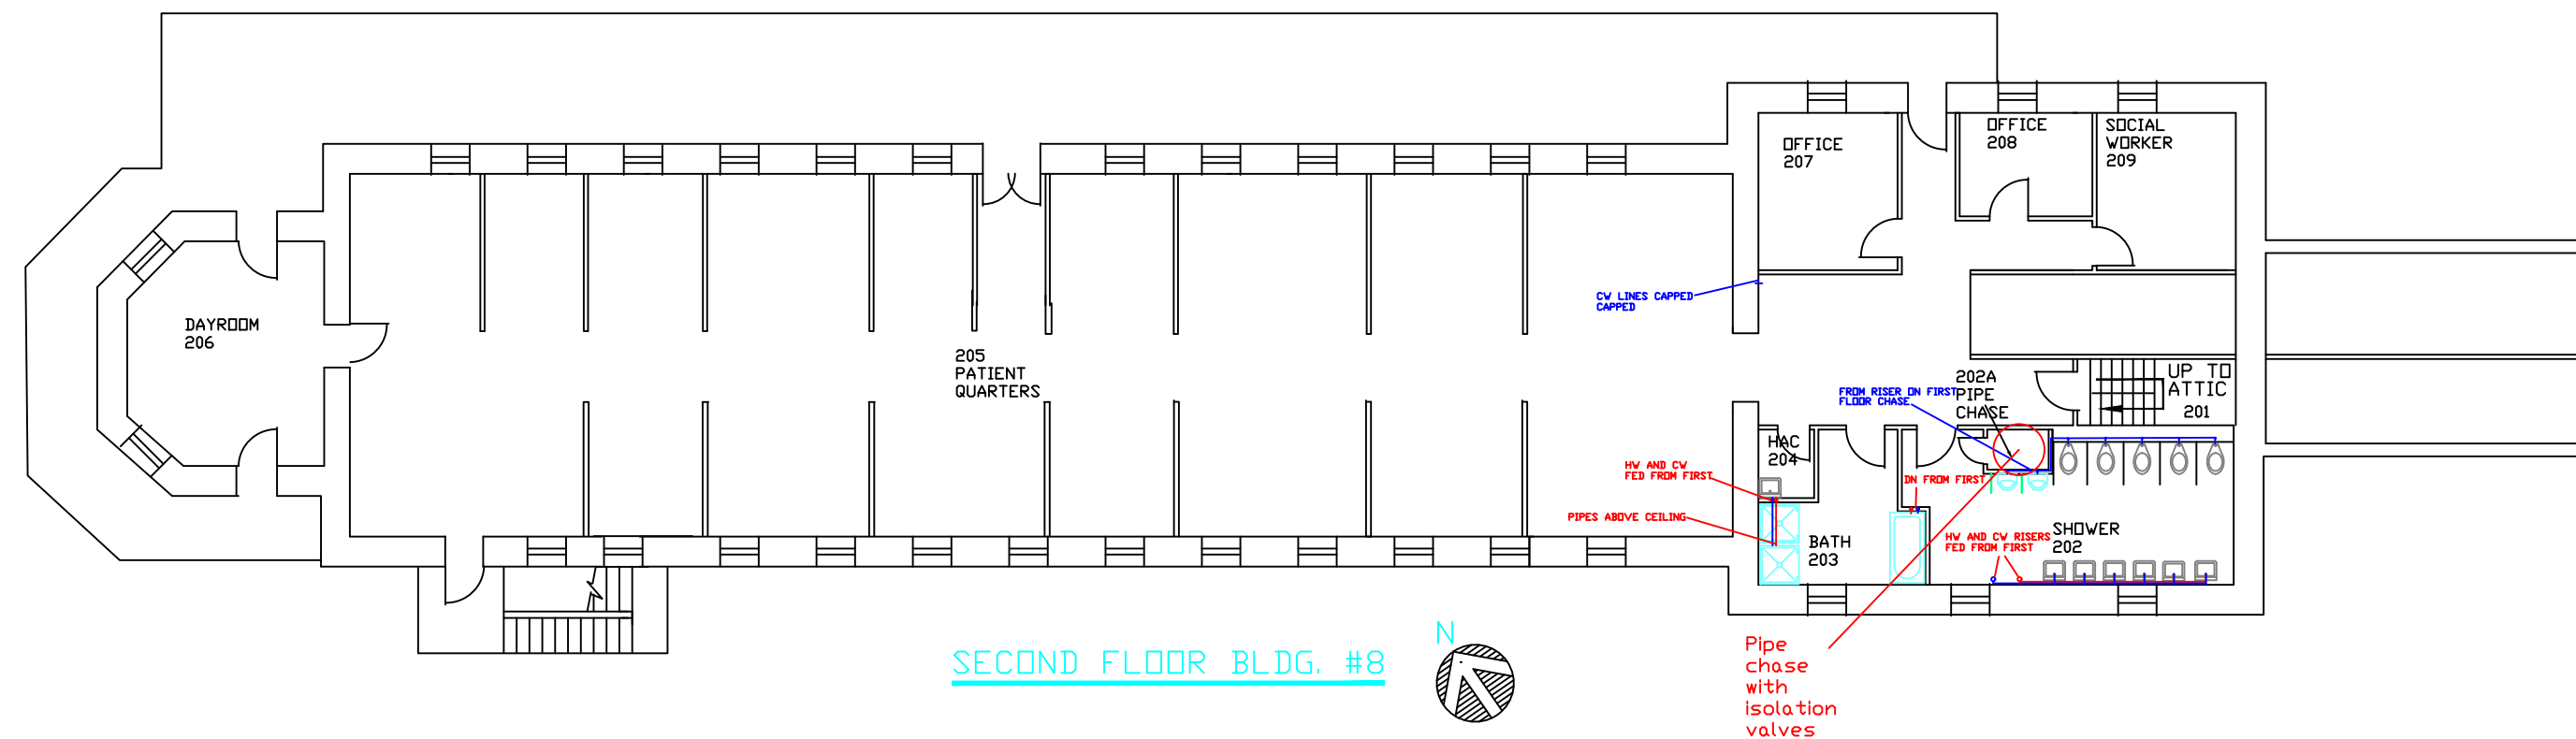 OFFICE
207
OFFICE
208
SOCIAL
WORKER
209
CW LINES CAPPED
CAPPED
DAYROOM
206
205
PATIENT
QUARTERS
FROM RISER ON FIRST
FLOOR CHASE
202A
PIPE
CHASE
UP TO
ATTIC
201
HAC
204
HW AND CW
FED FROM FIRST
DN FROM FIRST
PIPES ABOVE CEILING
BATH
203
HW AND CW RISERS
FED FROM FIRST
SHOWER
202
SECOND FLOOR BLDG. #8
N
Pipe
chase
with
isolation
valves